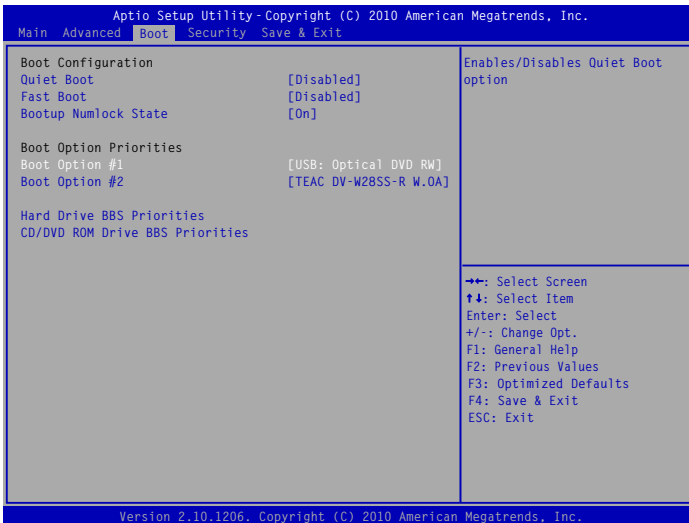 Aptio Setup Utility - Copyright (C) 2010 American Megatrends, Inc.
Main Advanced Boot Security Save & Exit
Boot Configuration
Quiet Boot [Disabled]
Fast Boot [Disabled]
Bootup Numlock State [On]
Boot Option Priorities
Boot Option #1 [USB: Optical DVD RW]
Boot Option #2 [TEAC DV-W28SS-R W.OA]
Hard Drive BBS Priorities
CD/DVD ROM Drive BBS Priorities
Enables/Disables Quiet Boot
option
→←: Select Screen
↑↓: Select Item
Enter: Select
+/-: Change Opt.
F1: General Help
F2: Previous Values
F3: Optimized Defaults
F4: Save & Exit
ESC: Exit
Version 2.10.1206. Copyright (C) 2010 American Megatrends, Inc.